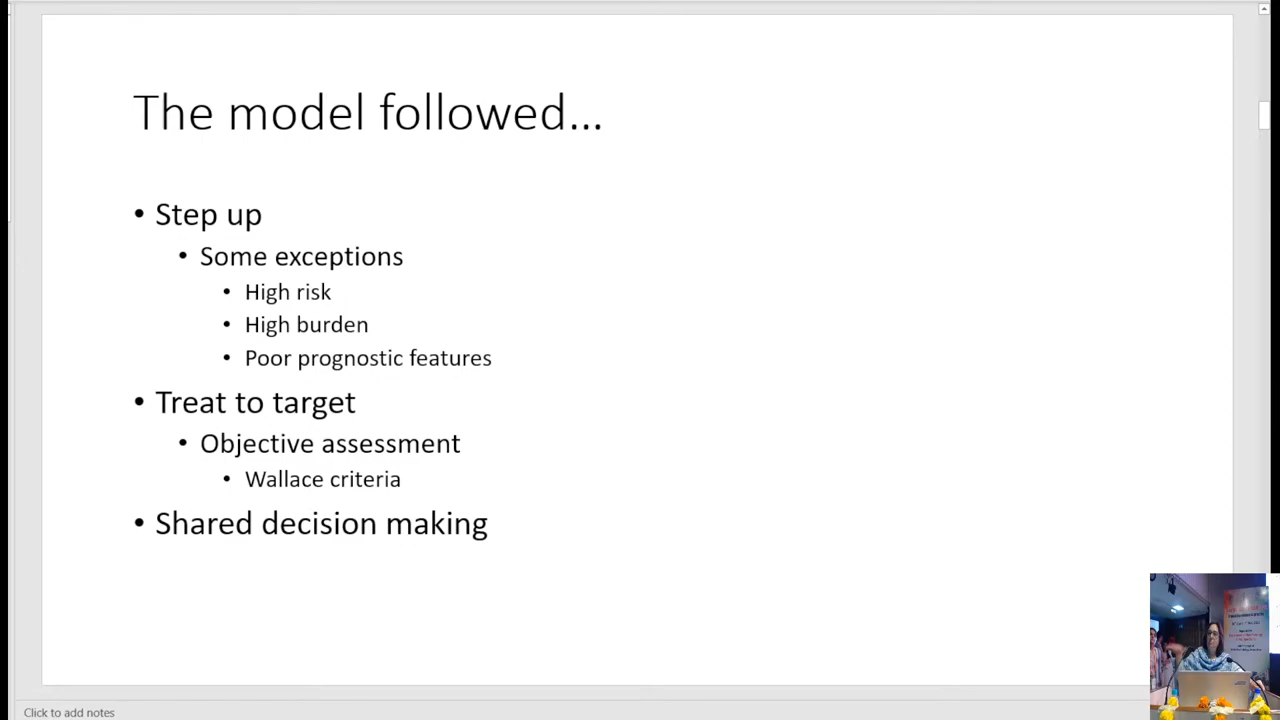 The model followed...
• Step up
• Some exceptions
• High risk
• High burden
• Poor prognostic features
• Treat to target
• Objective assessment
• Wallace criteria
• Shared decision making
Click to add notes